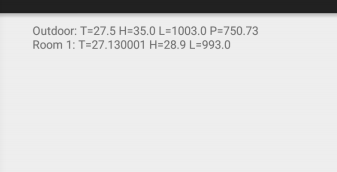 Outdoor: T=27.5 H=35.0 L=1003.0 P=750.73
Room 1: T=27.130001 H=28.9 L=993.0